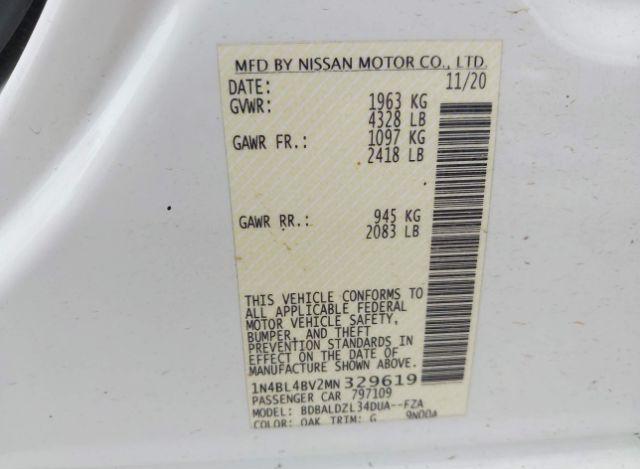 MFD BY NISSAN MOTOR CO., LTD.
DATE: 11/20
GVWR: 1963 KG
4328 LB
GAWR FR.: 1097 KG
2418 LB
GAWR RR.: 945 KG
2083 LB
THIS VEHICLE CONFORMS TO
ALL APPLICABLE FEDERAL
MOTOR VEHICLE SAFETY,
BUMPER, AND THEFT
PREVENTION STANDARDS IN
EFFECT ON THE DATE OF
MANUFACTURE SHOWN ABOVE.
1N4BL4BV2MN329619
PASSENGER CAR 797109
MODEL: BDBALDZL34DUA--FZA
COLOR: QAK TRIM: G 9N00A